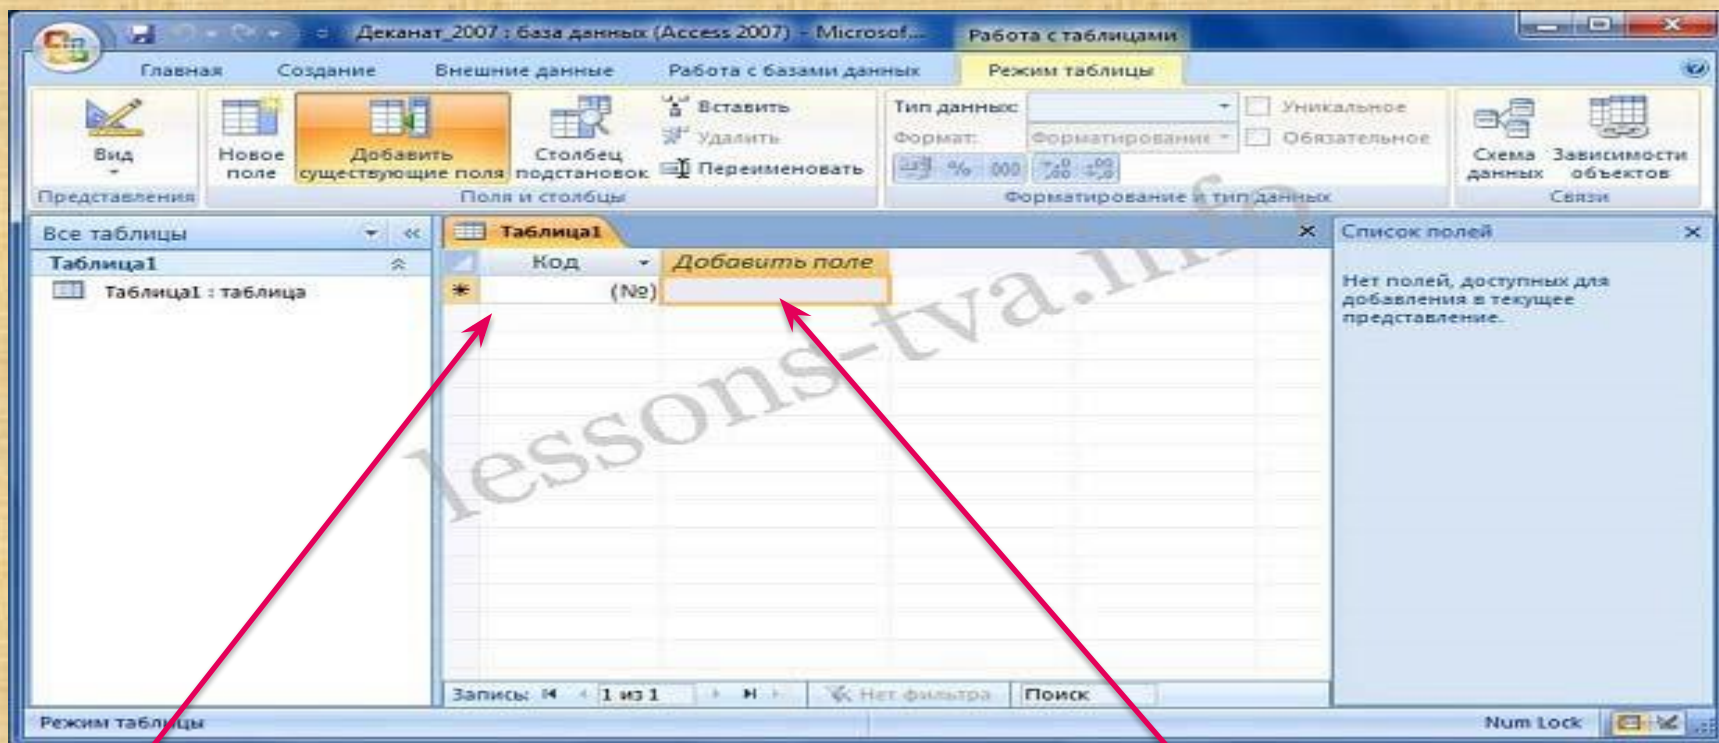 Деканат_2007 : база данных (Access 2007) - Microsof...
Работа с таблицами
Главная Создание Внешние данные Работа с базами данных Режим таблицы
Вид
Новое поле
Добавить существующие поля
Столбец подстановок
Вставить
Удалить
Переименовать
Тип данных:
Формат: Форматирование
% 000
Уникальное
Обязательное
Схема данных
Зависимости объектов
Представления Поля и столбцы Форматирование и тип данных Связи
Все таблицы
Таблица1
Таблица1 : таблица
Таблица1
Код Добавить поле
(№)
Список полей
Нет полей, доступных для
добавления в текущее
представление.
lessons-tva.info
Запись: 1 из 1 Нет фильтра Поиск
Режим таблицы Num Lock